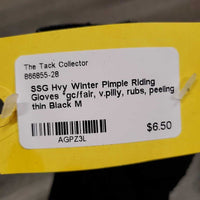 The Tack Collector
866855-28
SSG Hvy Winter Pimple Riding
Gloves *gc/fair, v.pilly, rubs, peeling
thin Black M
$6.50
AGPZ3L